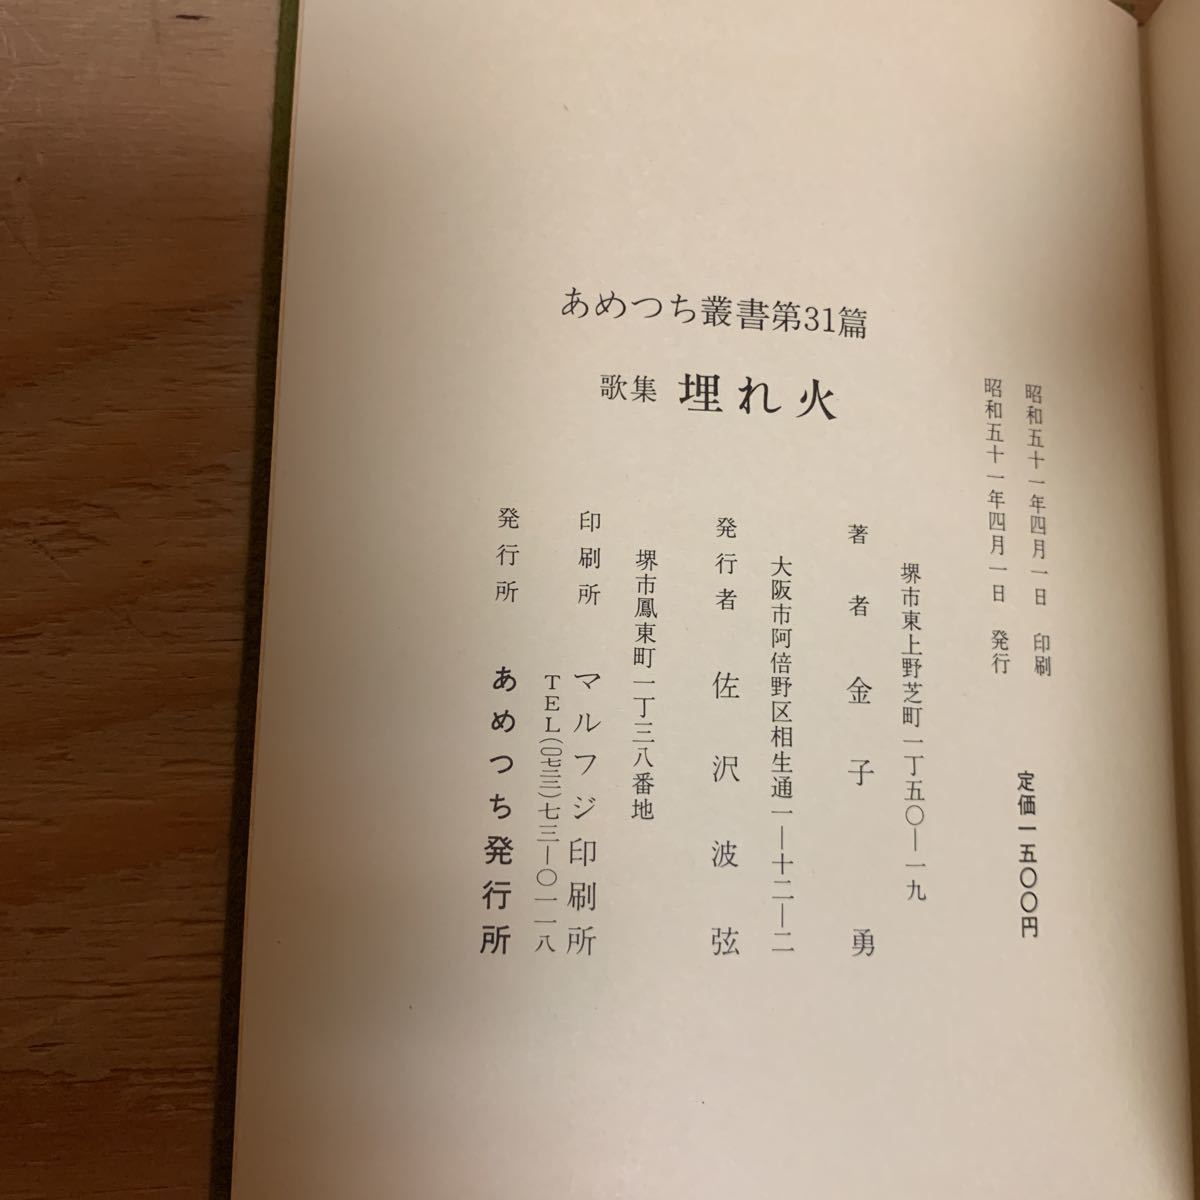 あめつち叢書第31篇
歌集 埋れ火
昭和五十一年四月一日 印刷
昭和五十一年四月一日 発行
定価一五〇〇円
堺市東上野芝町一丁五〇―一九
著者 金子勇
大阪市阿倍野区相生通一―十二―二
発行者 佐沢波弦
堺市鳳東町一丁三八番地
印刷所 マルフジ印刷所
TEL(〇七二二)七三―〇一一八
発行所 あめつち発行所